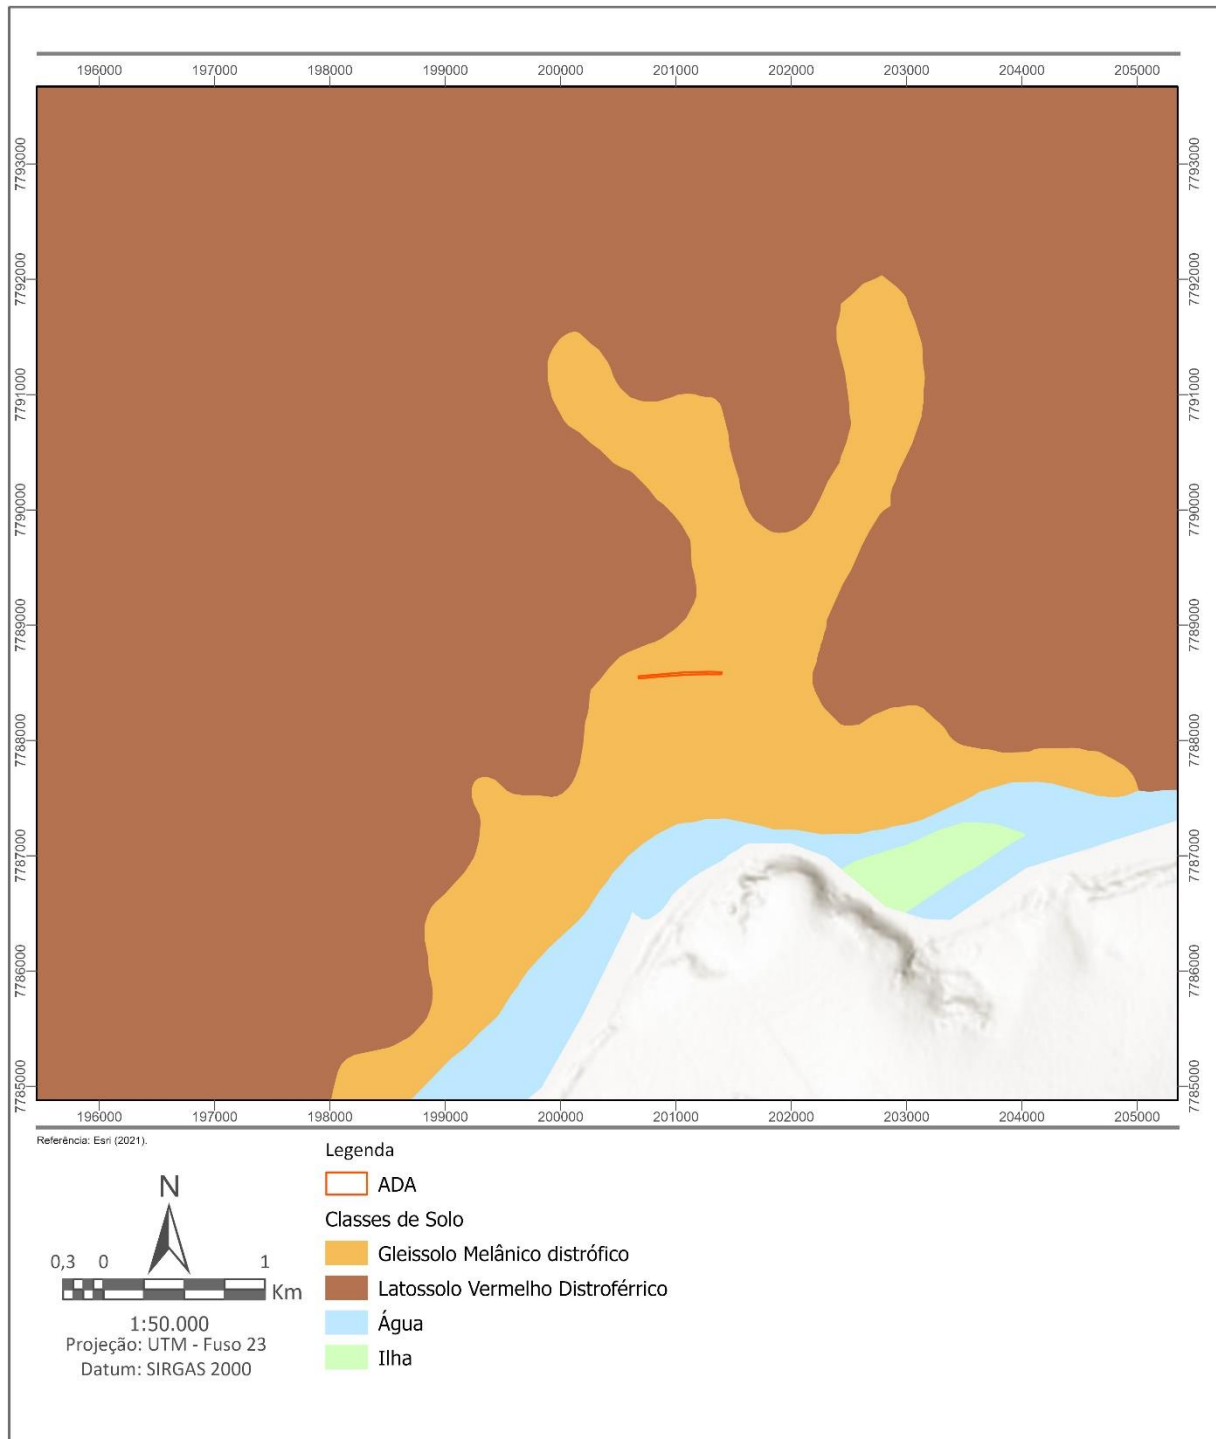 196000 197000 198000 199000 200000 201000 202000 203000 204000 205000
7793000 7793000
7792000 7792000
7791000 7791000
7790000 7790000
7789000 7789000
7788000 7788000
7787000 7787000
7786000 7786000
7785000 7785000
196000 197000 198000 199000 200000 201000 202000 203000 204000 205000
Referência: Esri (2021).
Legenda
ADA
Classes de Solo
Gleissolo Melânico distrófico
Latossolo Vermelho Distroférrico
Água
Ilha
N
0,3 0 1
Km
1:50.000
Projeção: UTM - Fuso 23
Datum: SIRGAS 2000